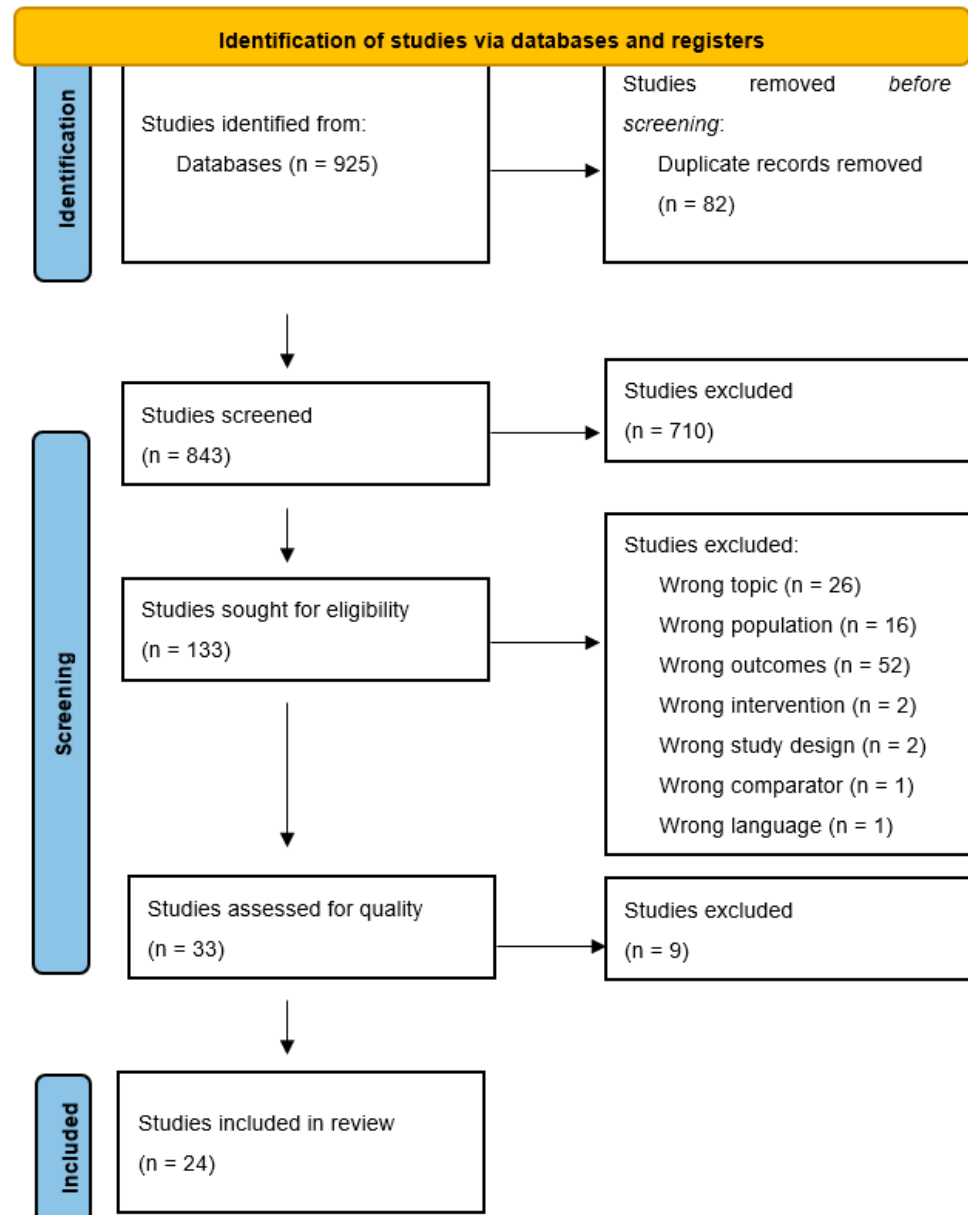 Identification of studies via databases and registers
Identification
Studies identified from:
Databases (n = 925)
Studies removed before
screening:
Duplicate records removed
(n = 82)
Screening
Studies screened
(n = 843)
Studies excluded
(n = 710)
Studies sought for eligibility
(n = 133)
Studies excluded:
Wrong topic (n = 26)
Wrong population (n = 16)
Wrong outcomes (n = 52)
Wrong intervention (n = 2)
Wrong study design (n = 2)
Wrong comparator (n = 1)
Wrong language (n = 1)
Studies assessed for quality
(n = 33)
Studies excluded
(n = 9)
Included
Studies included in review
(n = 24)